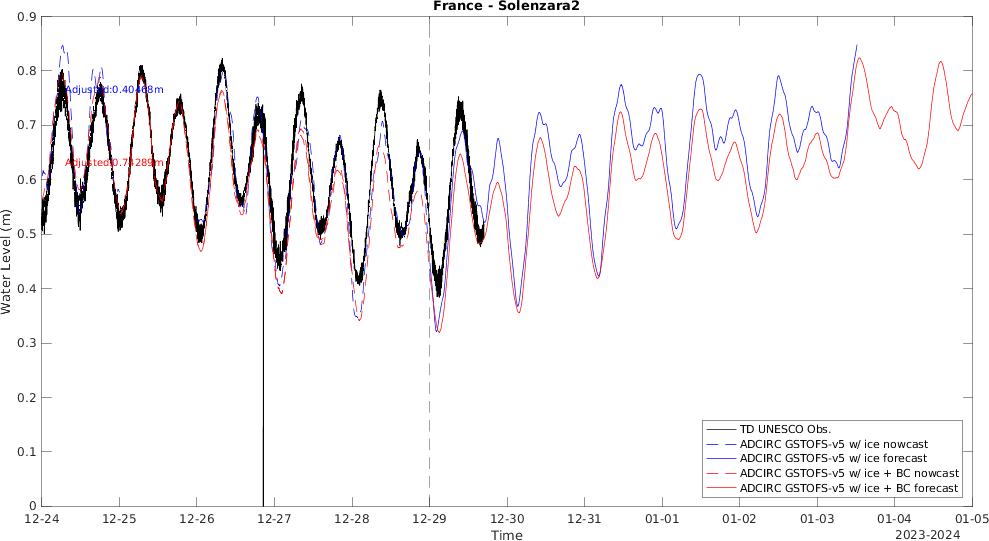 France - Solenzara2
0.9
0.8
0.7
0.6
0.5
0.4
0.3
0.2
0.1
0
Water Level (m)
Adjusted:0.40468m
Adjusted:0.74289m
TD UNESCO Obs.
ADCIRC GSTOFS-v5 w/ ice nowcast
ADCIRC GSTOFS-v5 w/ ice forecast
ADCIRC GSTOFS-v5 w/ ice + BC nowcast
ADCIRC GSTOFS-v5 w/ ice + BC forecast
12-24 12-25 12-26 12-27 12-28 12-29 12-30 12-31 01-01 01-02 01-03 01-04 01-05
Time
2023-2024